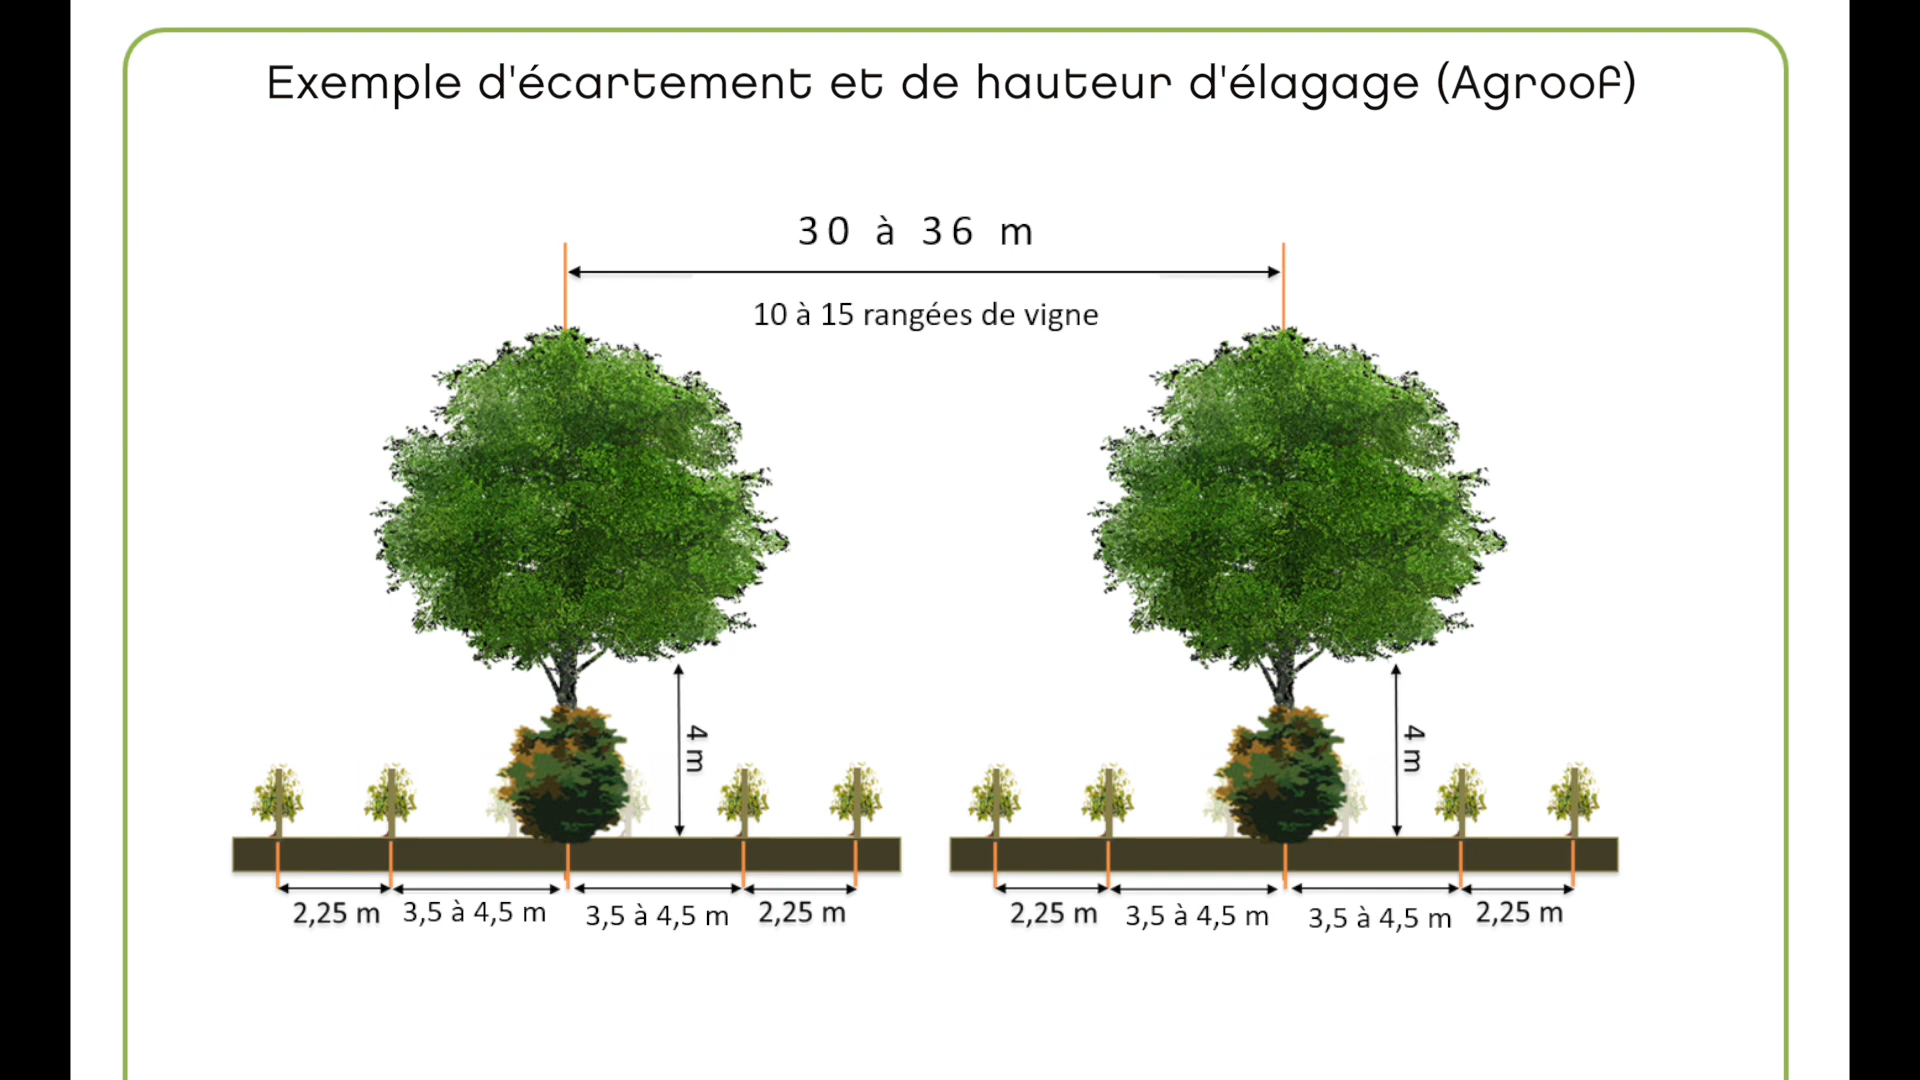 Exemple d'écartement et de hauteur d'élagage (Agroof)
30 à 36 m
10 à 15 rangées de vigne
4 m
4 m
2,25 m
3,5 à 4,5 m
3,5 à 4,5 m
2,25 m
2,25 m
3,5 à 4,5 m
3,5 à 4,5 m
2,25 m